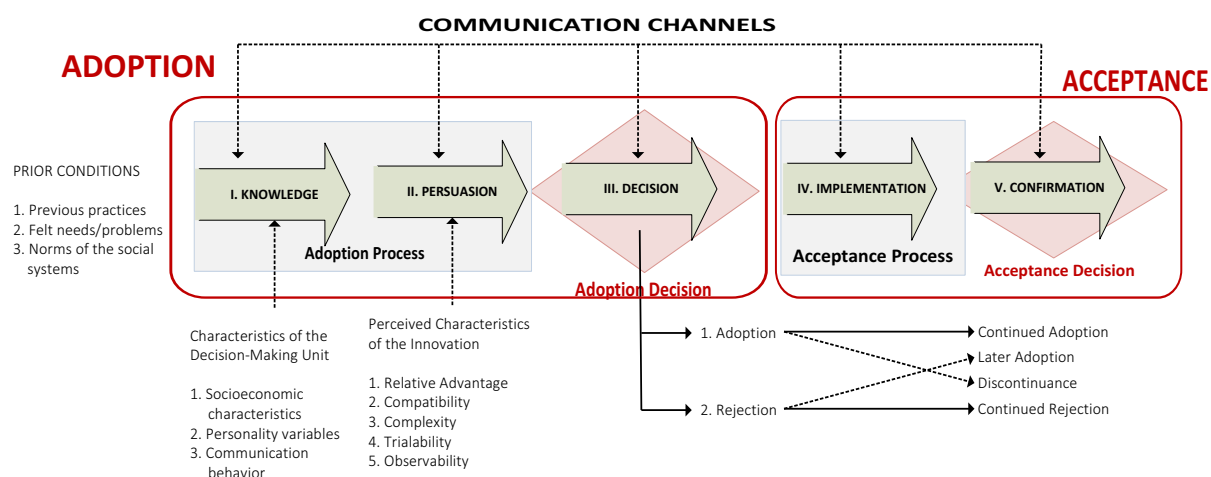 COMMUNICATION CHANNELS
ADOPTION
ACCEPTANCE
PRIOR CONDITIONS
1. Previous practices
2. Felt needs/problems
3. Norms of the social
systems
I. KNOWLEDGE
II. PERSUASION
III. DECISION
IV. IMPLEMENTATION
V. CONFIRMATION
Adoption Process
Adoption Decision
Acceptance Process
Acceptance Decision
Characteristics of the
Decision-Making Unit
1. Socioeconomic
characteristics
2. Personality variables
3. Communication
behavior
Perceived Characteristics
of the Innovation
1. Relative Advantage
2. Compatibility
3. Complexity
4. Trialability
5. Observability
1. Adoption
2. Rejection
Continued Adoption
Later Adoption
Discontinuance
Continued Rejection